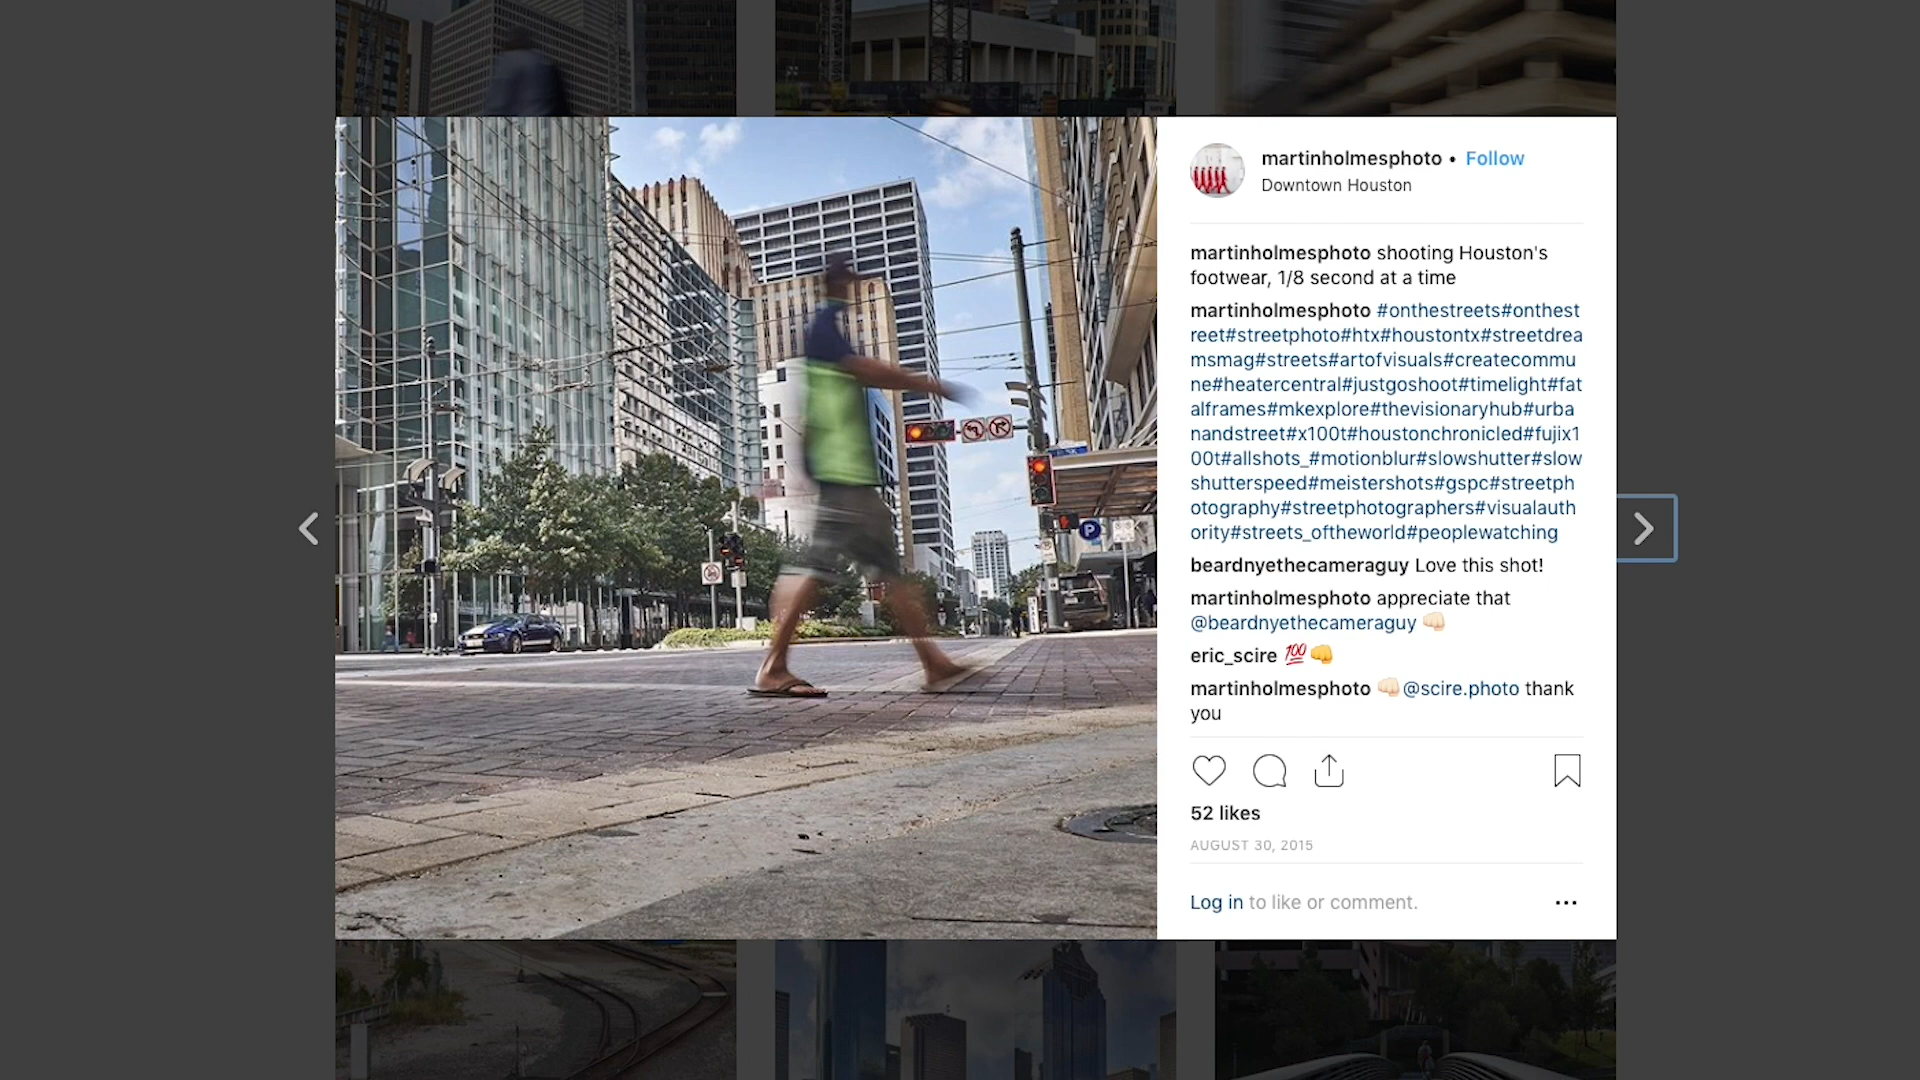 martinholmesphoto • Follow
Downtown Houston
martinholmesphoto shooting Houston's
footwear, 1/8 second at a time
martinholmesphoto #onthestreets#onthest
reet#streetphoto#htx#houstontx#streetdrea
msmag#streets#artofvisuals#createcommu
ne#heatercentral#justgoshoot#timelight#fat
alframes#mkexplore#thevisionaryhub#urba
nandstreet#x100t#houstonchronicled#fujix1
00t#allshots_#motionblur#slowshutter#slow
shutterspeed#meistershots#gspc#streetph
otography#streetphotographers#visualauth
ority#streets_oftheworld#peoplewatching
beardnyethecameraguy Love this shot!
martinholmesphoto appreciate that
@beardnyethecameraguy 👊🏻
eric_scire 💯👊
martinholmesphoto 👊🏻@scire.photo thank
you
52 likes
AUGUST 30, 2015
Log in to like or comment.
P